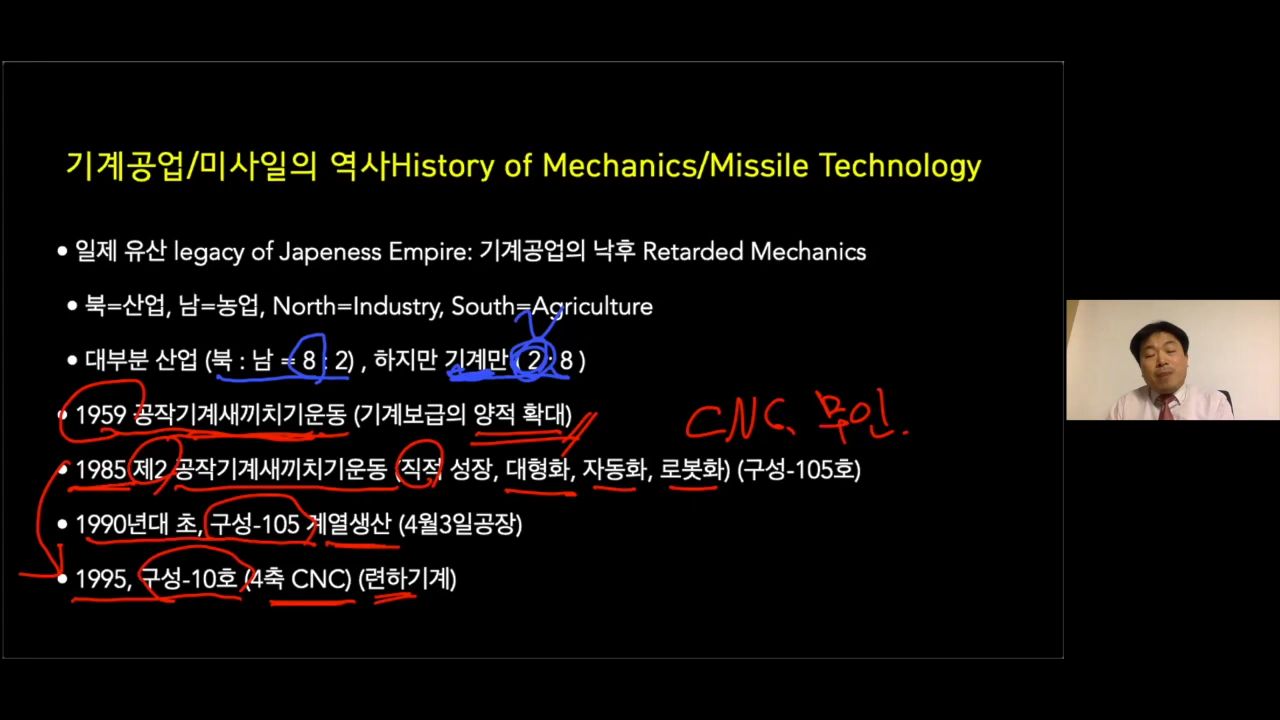 기계공업/미사일의 역사History of Mechanics/Missile Technology
• 일제 유산 legacy of Japeness Empire: 기계공업의 낙후 Retarded Mechanics
• 북=산업, 남=농업, North=Industry, South=Agriculture
• 대부분 산업 (북 : 남 = 8 : 2) , 하지만 기계만 ( 2 : 8 )
• 1959 공작기계새끼치기운동 (기계보급의 양적 확대)
CNC, 무인.
• 1985 제2 공작기계새끼치기운동 (직적 성장, 대형화, 자동화, 로봇화) (구성-105호)
• 1990년대 초, 구성-105 계열생산 (4월3일공장)
• 1995, 구성-10호 (4축 CNC) (련하기계)